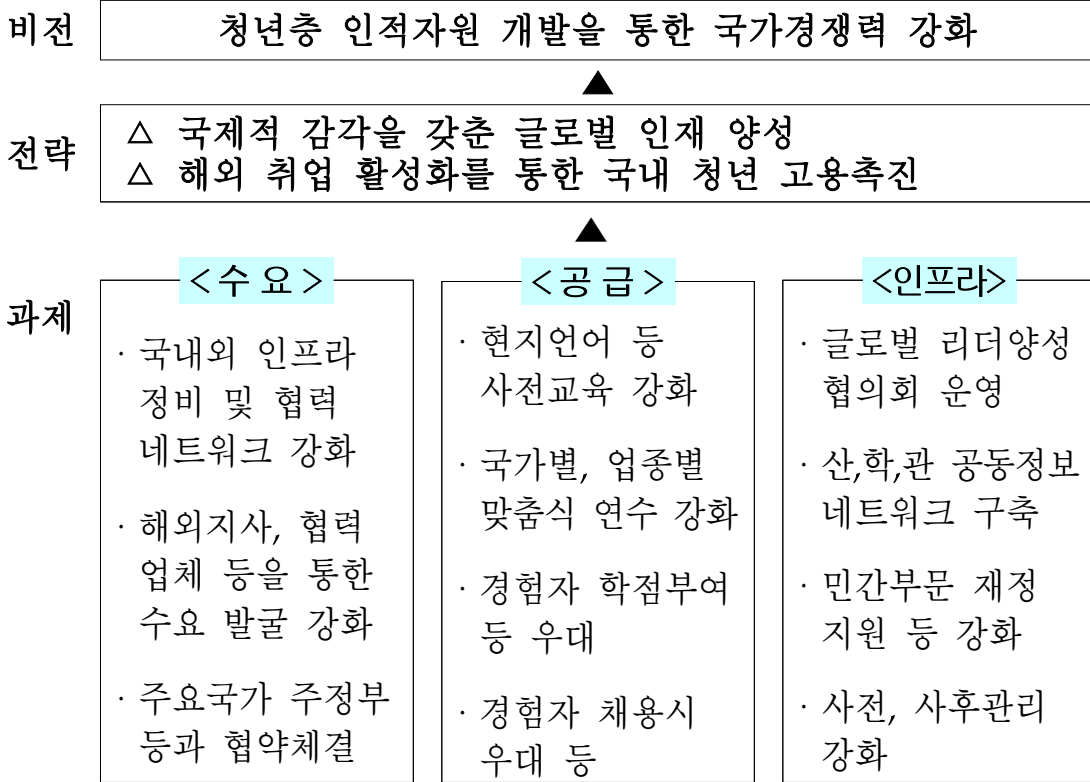 비전
청년층 인적자원 개발을 통한 국가경쟁력 강화
▲
전략
△ 국제적 감각을 갖춘 글로벌 인재 양성
△ 해외 취업 활성화를 통한 국내 청년 고용촉진
▲
과제
<수 요>
· 국내외 인프라
정비 및 협력
네트워크 강화
· 해외지사, 협력
업체 등을 통한
수요 발굴 강화
· 주요국가 주정부
등과 협약체결
<공 급>
· 현지언어 등
사전교육 강화
· 국가별, 업종별
맞춤식 연수 강화
· 경험자 학점부여
등 우대
· 경험자 채용시
우대 등
<인프라>
· 글로벌 리더양성
협의회 운영
· 산,학,관 공동정보
네트워크 구축
· 민간부문 재정
지원 등 강화
· 사전, 사후관리
강화